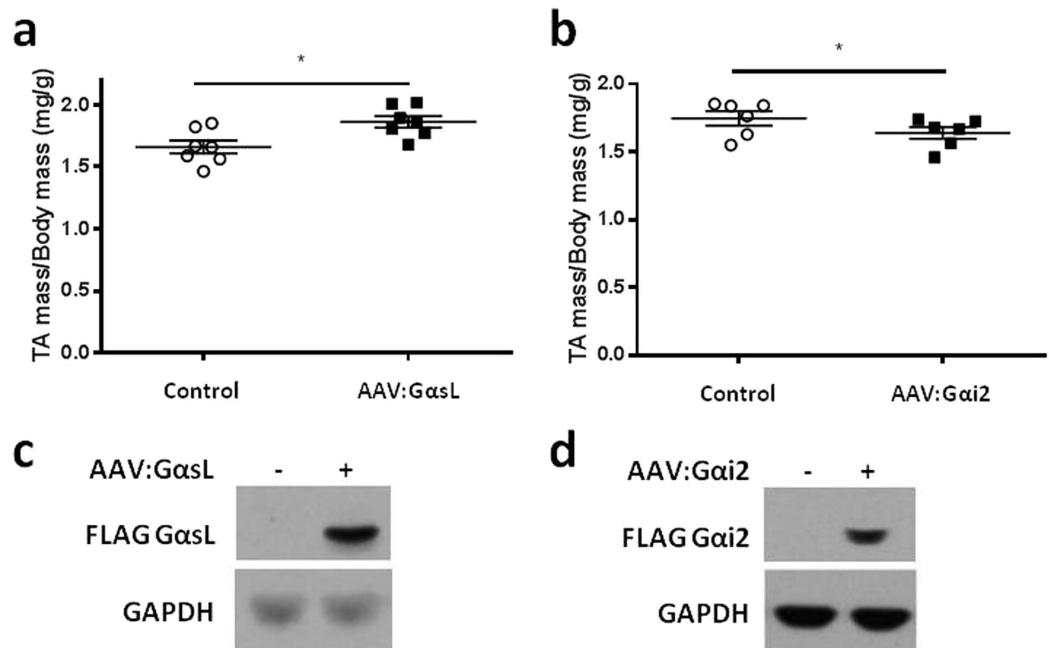 a
*
TA mass/Body mass (mg/g)
2.0
1.5
1.0
0.5
0.0
Control AAV:GαsL
b
*
TA mass/Body mass (mg/g)
2.0
1.5
1.0
0.5
0.0
Control AAV:Gαi2
c
AAV:GαsL - +
FLAG GαsL
GAPDH
d
AAV:Gαi2 - +
FLAG Gαi2
GAPDH